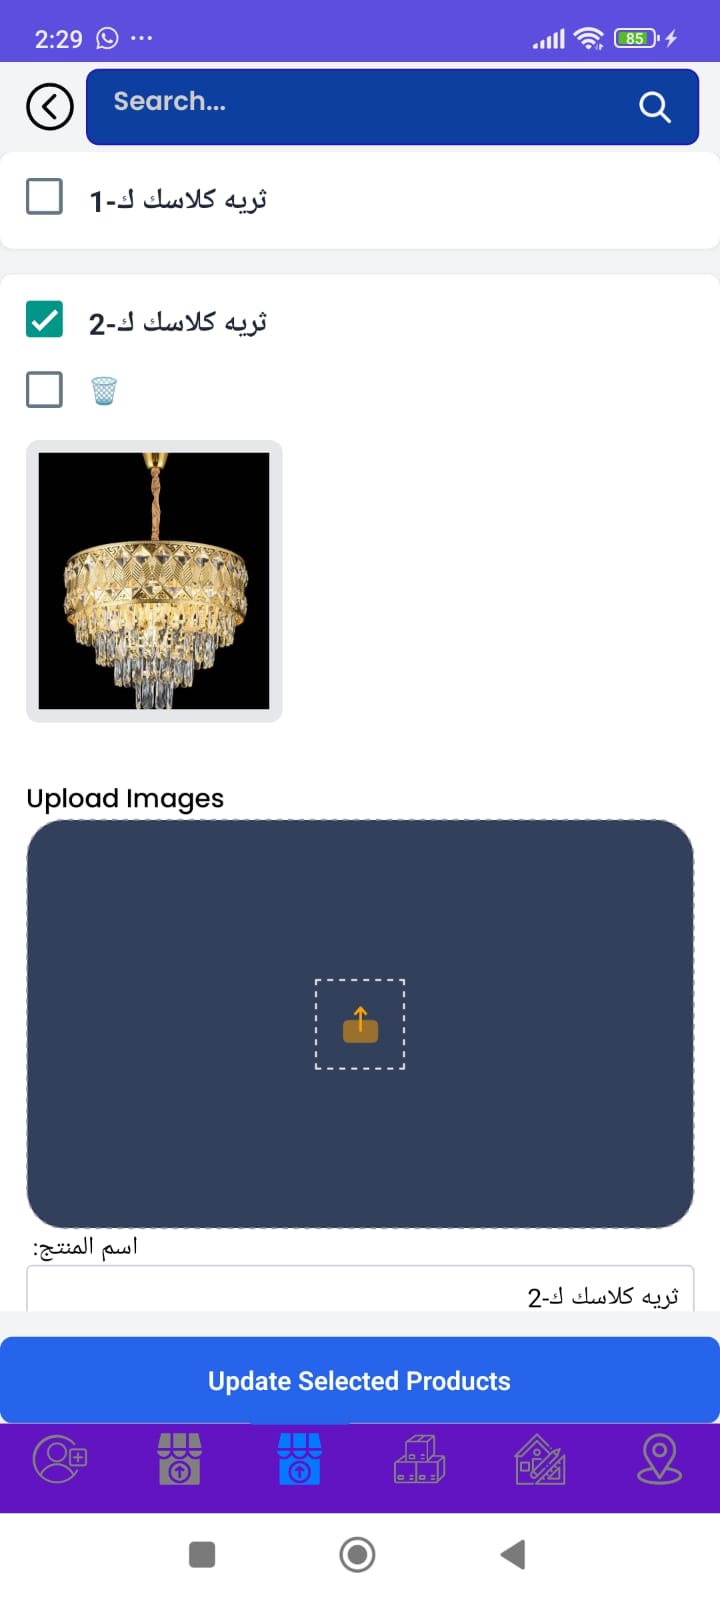 2:29
85
Search...
ثريه كلاسك ك-1
ثريه كلاسك ك-2
Upload Images
اسم المنتج:
ثريه كلاسك ك-2
Update Selected Products